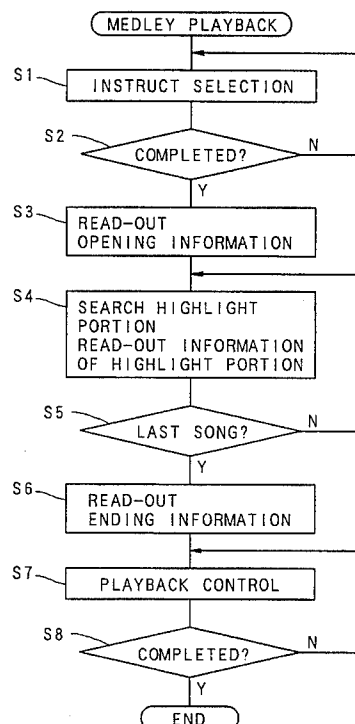 MEDLEY PLAYBACK
S1
INSTRUCT SELECTION
S2
COMPLETED?
N
Y
S3
READ-OUT
OPENING INFORMATION
S4
SEARCH HIGHLIGHT
PORTION
READ-OUT INFORMATION
OF HIGHLIGHT PORTION
S5
LAST SONG?
N
Y
S6
READ-OUT
ENDING INFORMATION
S7
PLAYBACK CONTROL
S8
COMPLETED?
N
Y
END